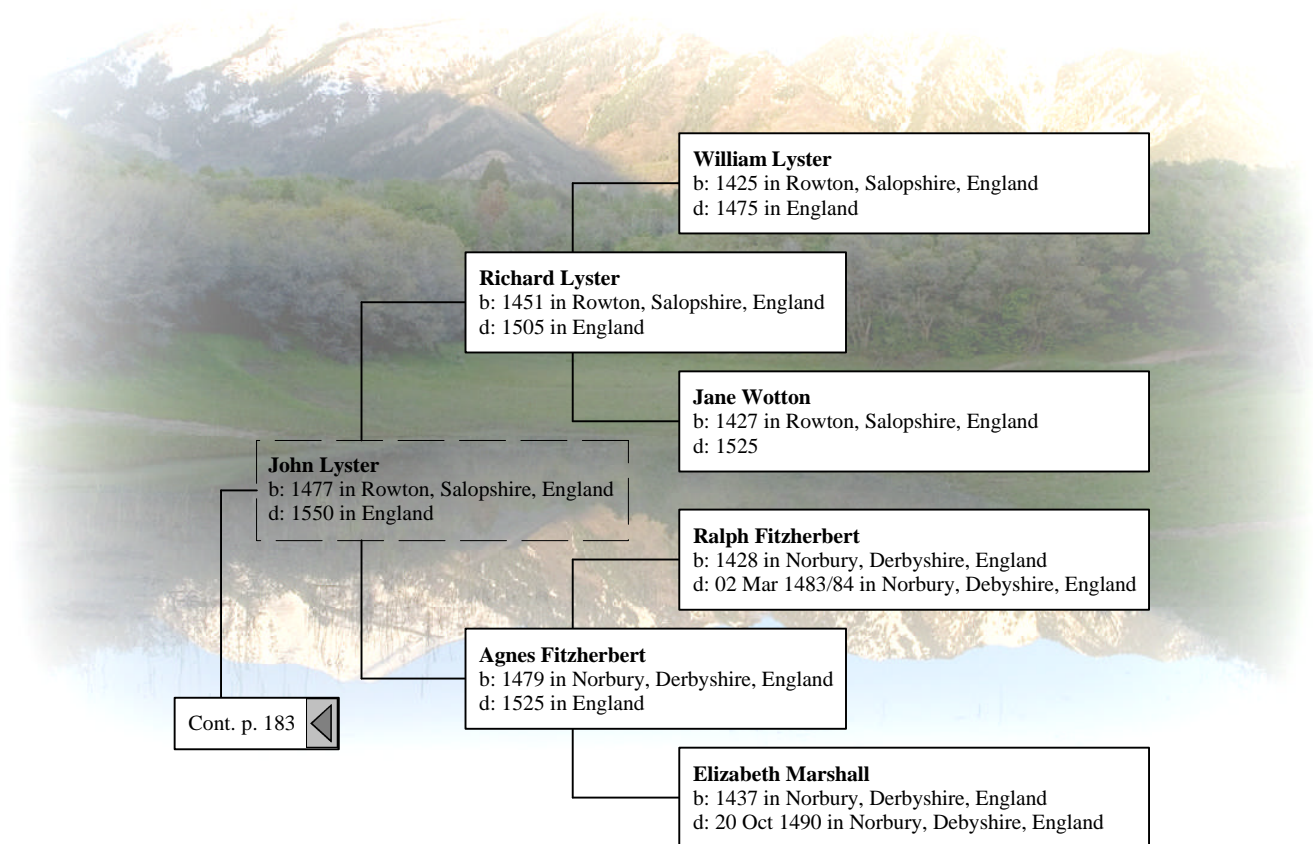 William Lyster
b: 1425 in Rowton, Salopshire, England
d: 1475 in England
Richard Lyster
b: 1451 in Rowton, Salopshire, England
d: 1505 in England
Jane Wotton
b: 1427 in Rowton, Salopshire, England
d: 1525
John Lyster
b: 1477 in Rowton, Salopshire, England
d: 1550 in England
Ralph Fitzherbert
b: 1428 in Norbury, Derbyshire, England
d: 02 Mar 1483/84 in Norbury, Debyshire, England
Agnes Fitzherbert
b: 1479 in Norbury, Derbyshire, England
d: 1525 in England
Cont. p. 183
Elizabeth Marshall
b: 1437 in Norbury, Derbyshire, England
d: 20 Oct 1490 in Norbury, Debyshire, England